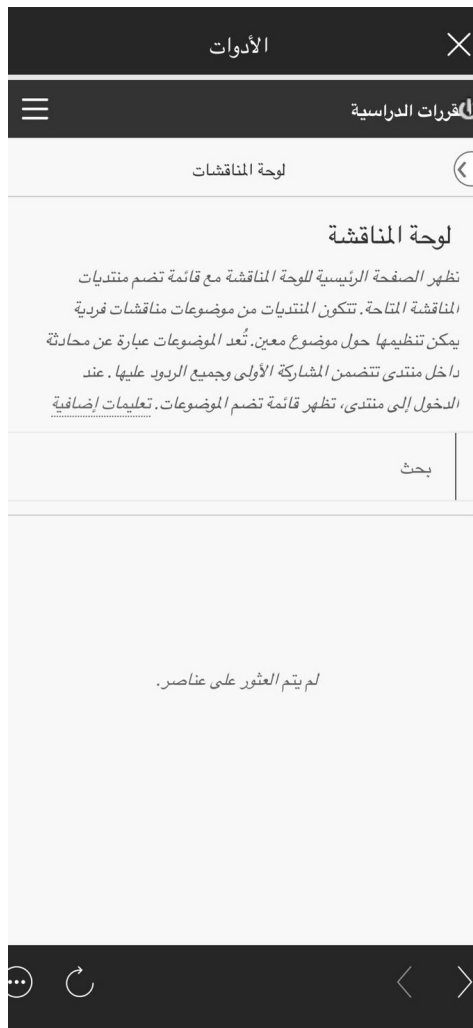 الأدوات
قررات الدراسية
لوحة المناقشات
لوحة المناقشة
تظهر الصفحة الرئيسية للوحة المناقشة مع قائمة تضم منتديات
المناقشة المتاحة. تتكون المنتديات من موضوعات مناقشات فردية
يمكن تنظيمها حول موضوع معين. تُعد الموضوعات عبارة عن محادثة
داخل منتدى تتضمن المشاركة الأولى وجميع الردود عليها. عند
الدخول إلى منتدى، تظهر قائمة تضم الموضوعات. تعليمات إضافية
بحث
لم يتم العثور على عناصر.